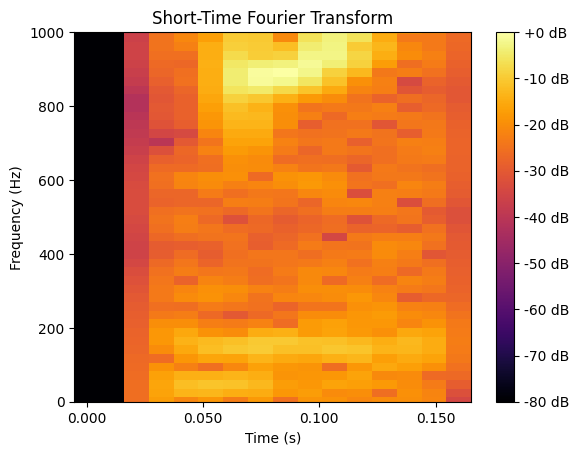 Short-Time Fourier Transform
1000
800
600
400
200
0
Frequency (Hz)
0.000
0.050
0.100
0.150
Time (s)
+0 dB
-10 dB
-20 dB
-30 dB
-40 dB
-50 dB
-60 dB
-70 dB
-80 dB